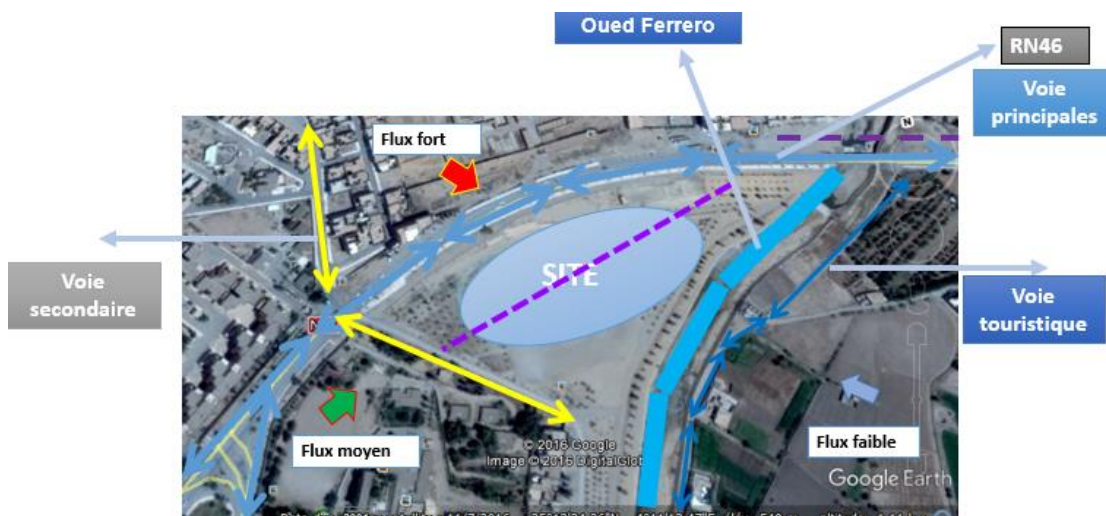 Oued Ferrero
RN46
Voie
principales
Flux fort
SITE
Voie
secondaire
Voie
touristique
Flux moyen
Flux faible
© 2016 Google
Image © 2016 DigitalGlob
Google Earth